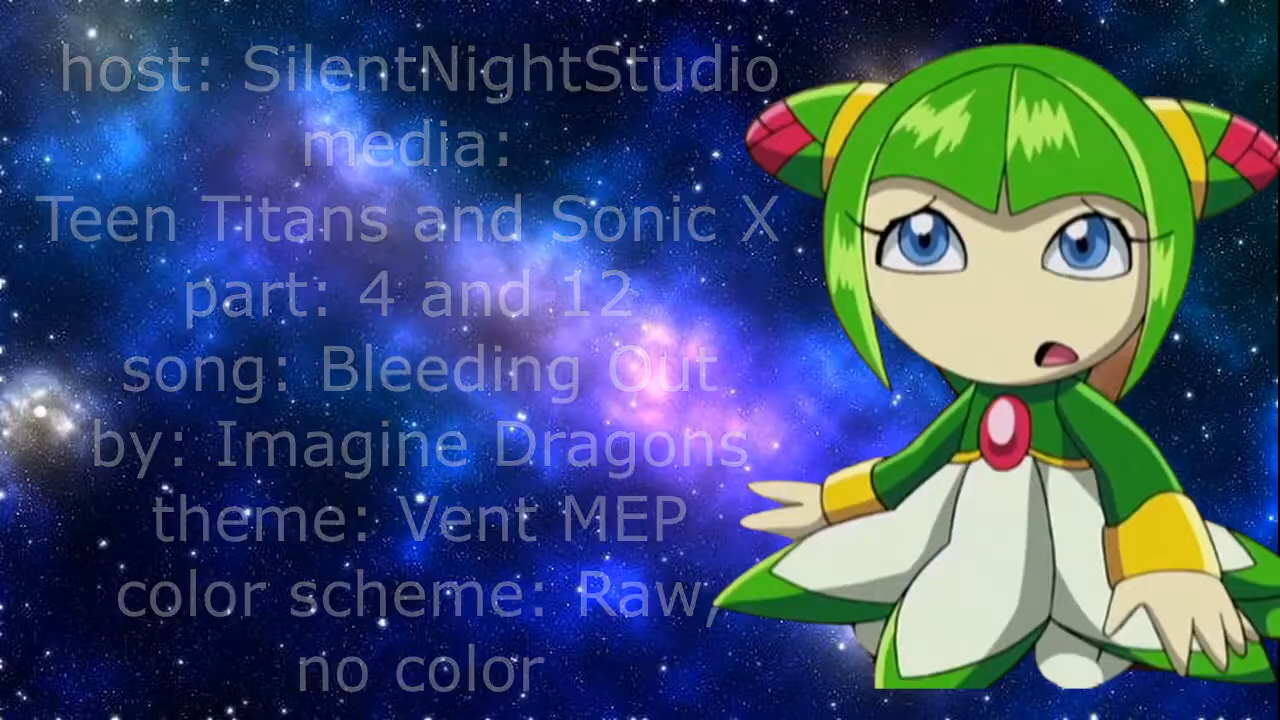 host: SilentNightStudio
media:
Teen Titans and Sonic X
part: 4 and 12
song: Bleeding Out
by: Imagine Dragons
theme: Vent MEP
color scheme: Raw,
no color